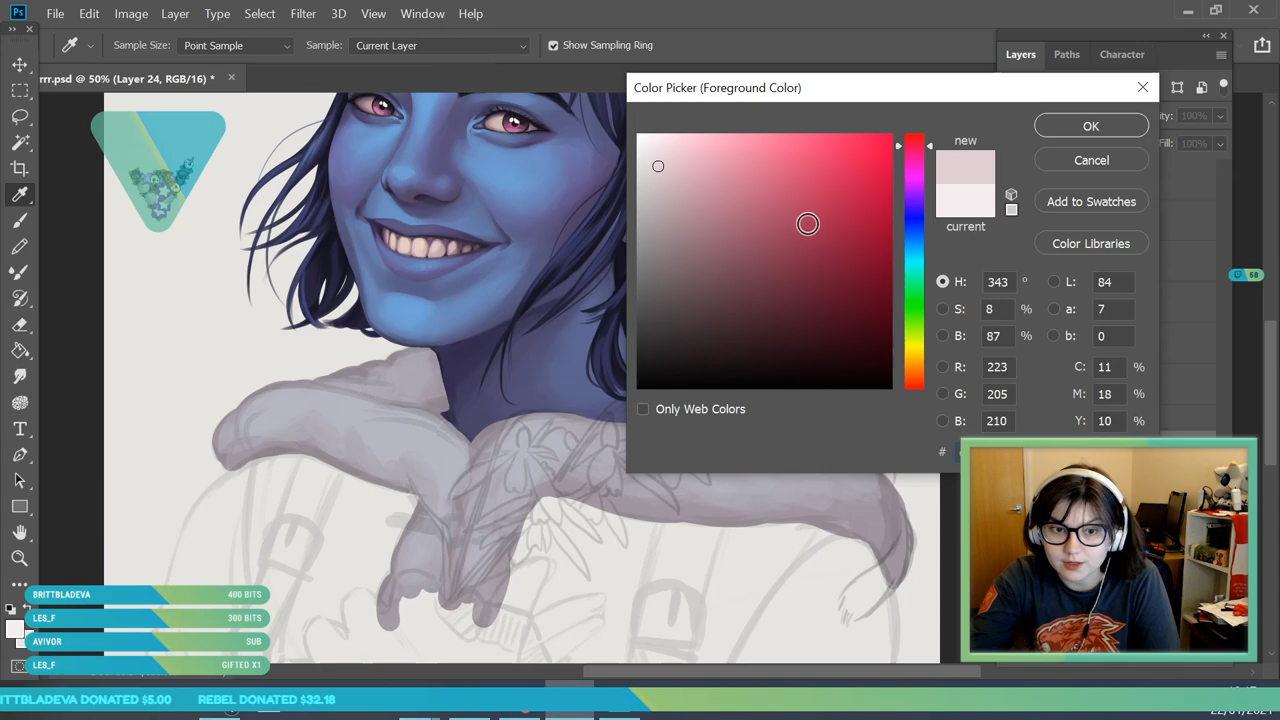 Ps File Edit Image Layer Type Select Filter 3D View Window Help
Sample Size: Point Sample Sample: Current Layer Show Sampling Ring
Layers Paths Character
rrr.psd @ 50% (Layer 24, RGB/16) *
Color Picker (Foreground Color)
100%
Fill: 100%
new
OK
Cancel
Add to Swatches
current
Color Libraries
H: 343 ° L: 84
S: 8 % a: 7
B: 87 % b: 0
R: 223 C: 11 %
G: 205 M: 18 %
B: 210 Y: 10 %
#
Only Web Colors
58
BRITTBLADEVA 400 BITS
LES_F 300 BITS
AVIVOR SUB
LES_F GIFTED X1
ITTBLADEVA DONATED $5.00 REBEL DONATED $32.18